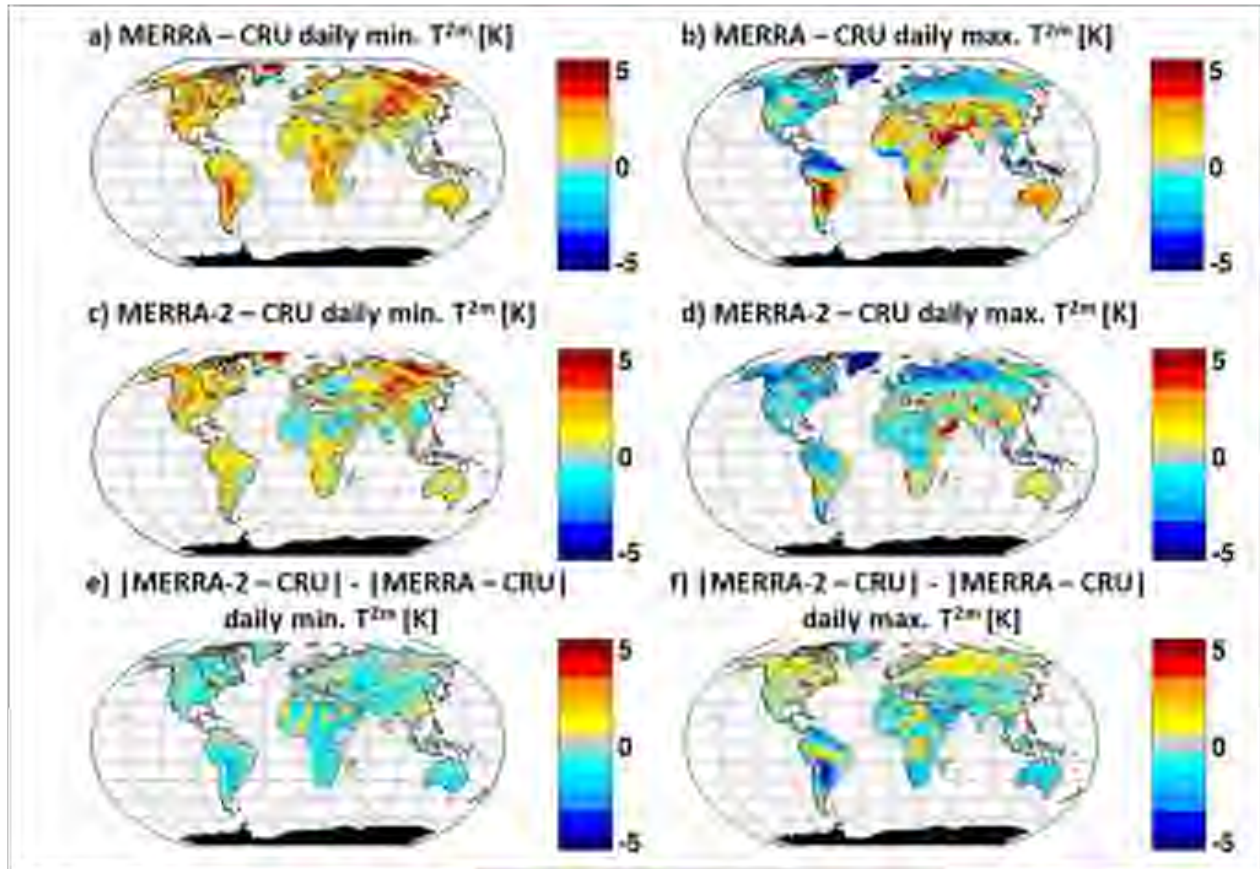 a) MERRA – CRU daily min. T²ᵐ [K]
b) MERRA – CRU daily max. T²ᵐ [K]
5
0
-5
5
0
-5
c) MERRA-2 – CRU daily min. T²ᵐ [K]
d) MERRA-2 – CRU daily max. T²ᵐ [K]
5
0
-5
5
0
-5
e) |MERRA-2 – CRU| - |MERRA – CRU|
daily min. T²ᵐ [K]
f) |MERRA-2 – CRU| - |MERRA – CRU|
daily max. T²ᵐ [K]
5
0
-5
5
0
-5